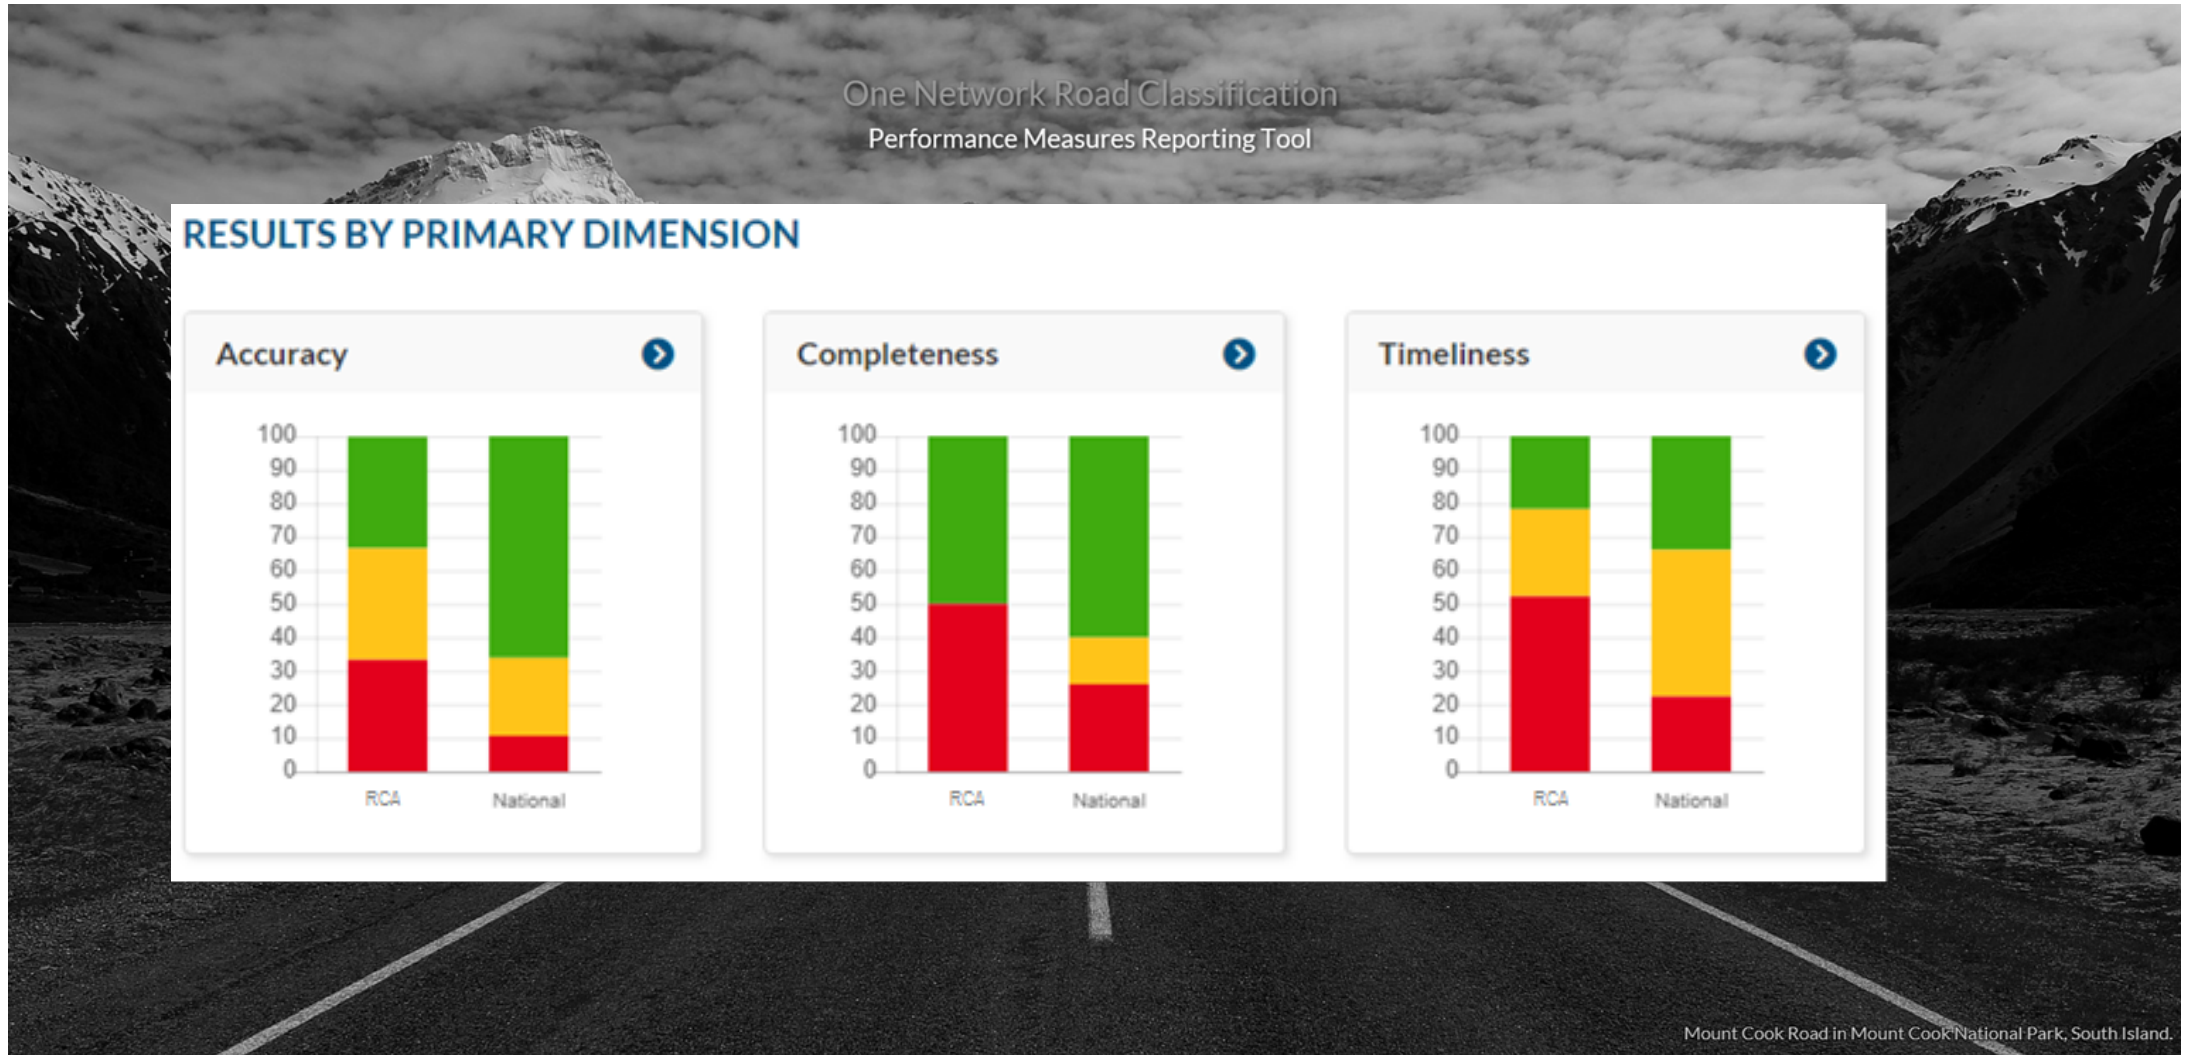 One Network Road Classification
Performance Measures Reporting Tool
RESULTS BY PRIMARY DIMENSION
Accuracy
100
90
80
70
60
50
40
30
20
10
0
RCA
National
Completeness
100
90
80
70
60
50
40
30
20
10
0
RCA
National
Timeliness
100
90
80
70
60
50
40
30
20
10
0
RCA
National
Mount Cook Road in Mount Cook National Park, South Island.